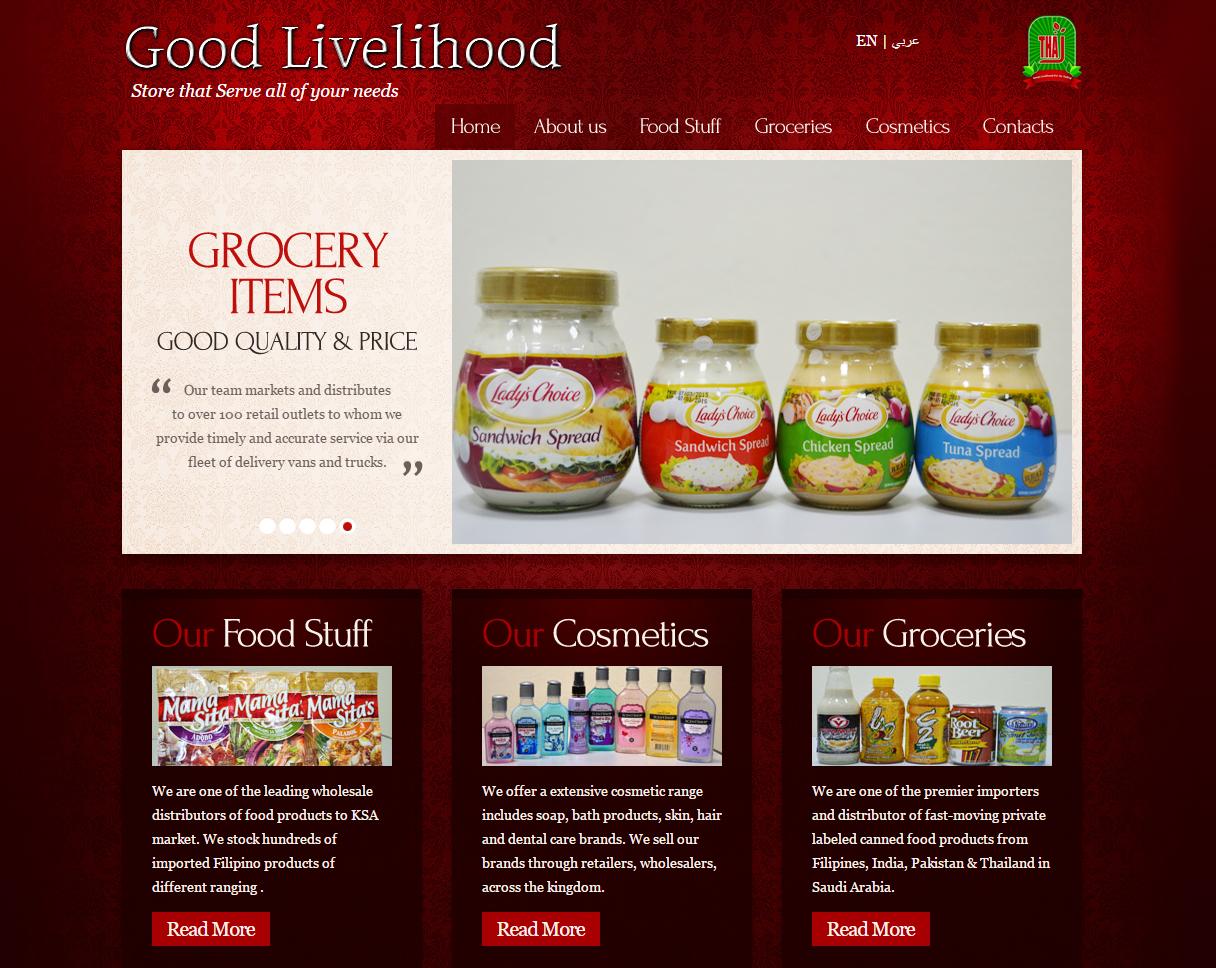 Good Livelihood
Store that Serve all of your needs
EN | عربي
THAJ
Home About us Food Stuff Groceries Cosmetics Contacts
GROCERY
ITEMS
GOOD QUALITY & PRICE
“ Our team markets and distributes
to over 100 retail outlets to whom we
provide timely and accurate service via our
fleet of delivery vans and trucks. ”
Lady's Choice
Sandwich Spread
Lady's Choice
Sandwich Spread
Lady's Choice
Chicken Spread
Lady's Choice
Tuna Spread
Our Food Stuff
Mama Sita's
Mama Sita's
Mama Sita's
ADOBO
PALABOK
We are one of the leading wholesale
distributors of food products to KSA
market. We stock hundreds of
imported Filipino products of
different ranging .
Read More
Our Cosmetics
We offer a extensive cosmetic range
includes soap, bath products, skin, hair
and dental care brands. We sell our
brands through retailers, wholesalers,
across the kingdom.
Read More
Our Groceries
Root
Beer
We are one of the premier importers
and distributor of fast-moving private
labeled canned food products from
Filipines, India, Pakistan & Thailand in
Saudi Arabia.
Read More